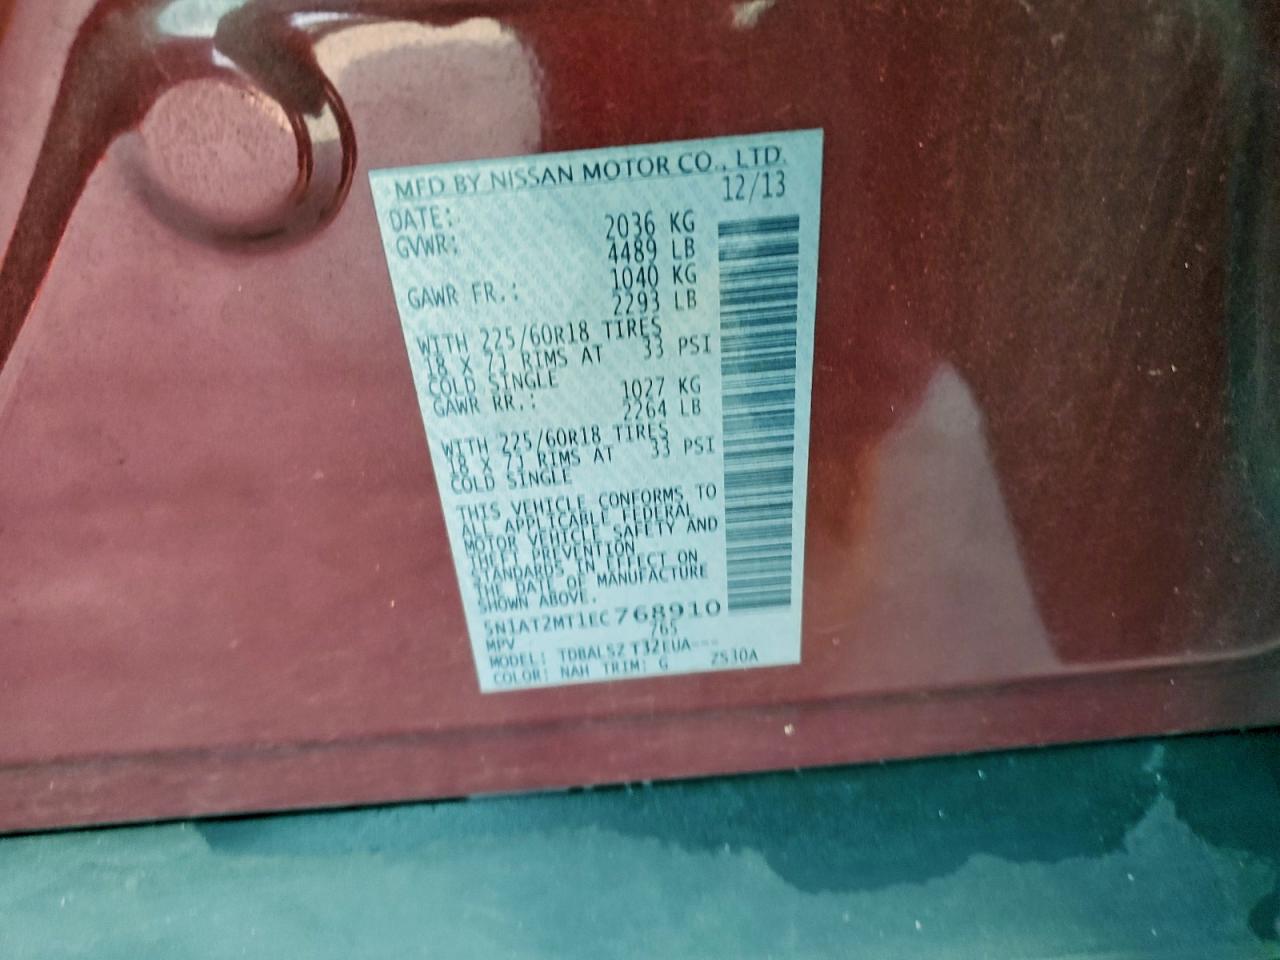 MFD BY NISSAN MOTOR CO., LTD.
DATE: 12/13
GVWR: 2036 KG
4489 LB
GAWR FR.: 1040 KG
2293 LB
WITH 225/60R18 TIRES
18 X 7J RIMS AT 33 PSI
COLD SINGLE
GAWR RR.: 1027 KG
2264 LB
WITH 225/60R18 TIRES
18 X 7J RIMS AT 33 PSI
COLD SINGLE
THIS VEHICLE CONFORMS TO
ALL APPLICABLE FEDERAL
MOTOR VEHICLE SAFETY AND
THEFT PREVENTION
STANDARDS IN EFFECT ON
THE DATE OF MANUFACTURE
SHOWN ABOVE.
5N1AT2MT1EC768910
MPV 765
MODEL: TDBALSZ T32EUA---
COLOR: NAH TRIM: G ZS30A